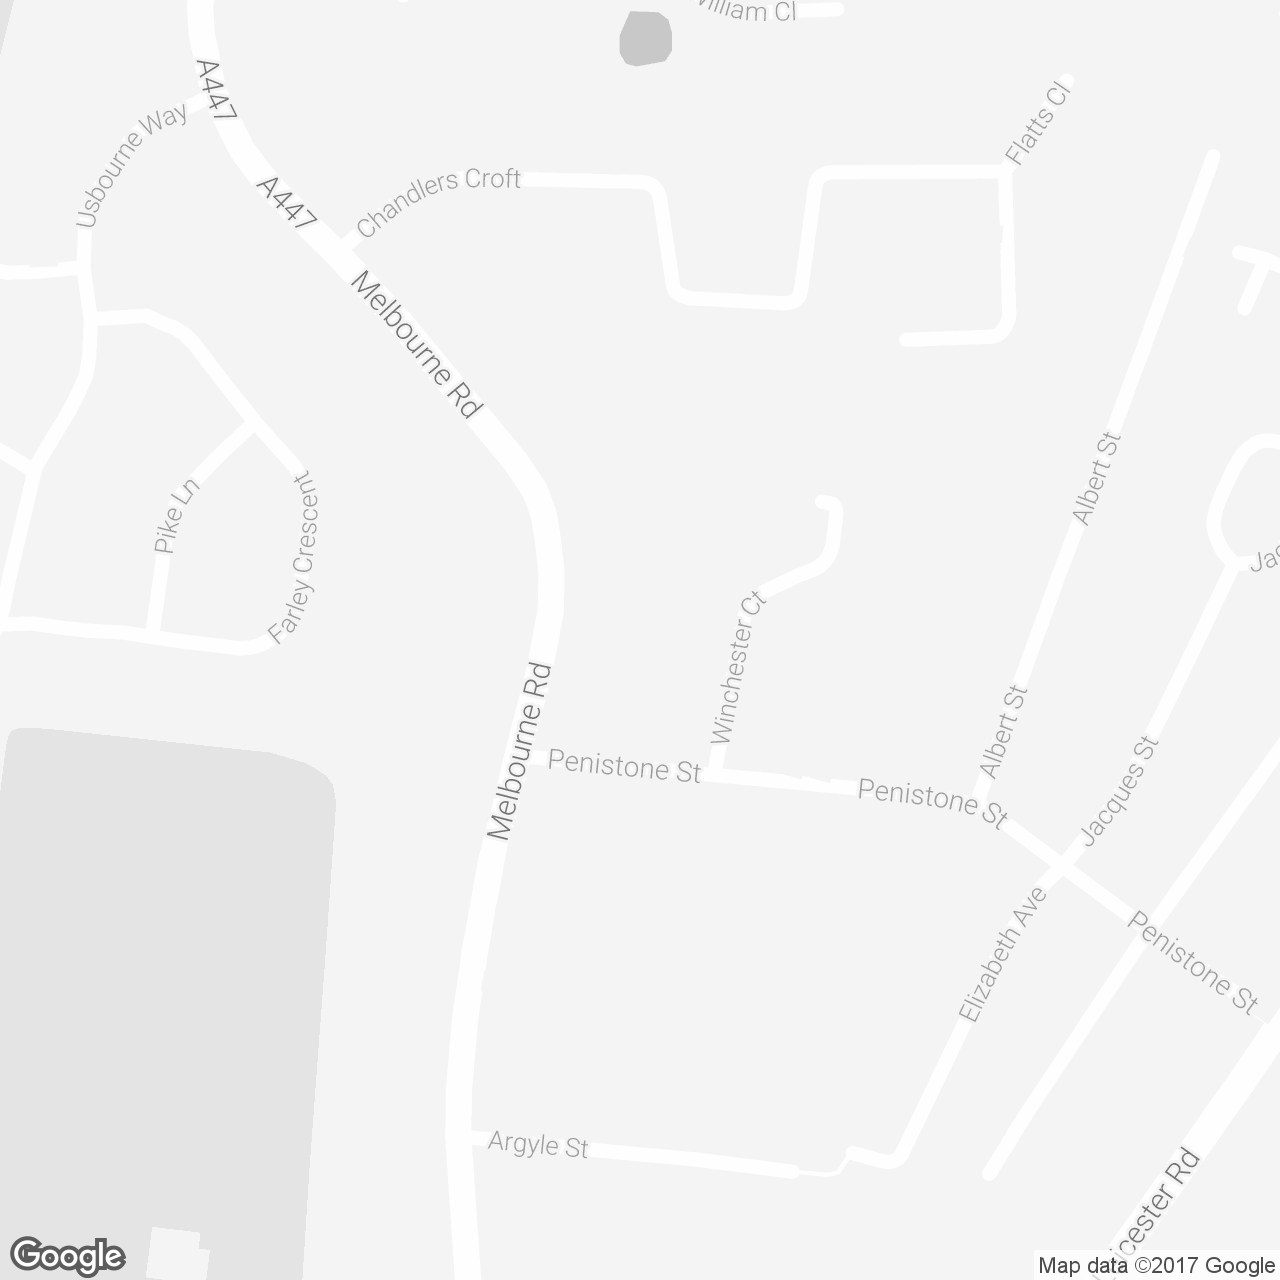 William Cl
A447
Usbourne Way
Flatts Cl
A447
Chandlers Croft
Melbourne Rd
Albert St
Pike Ln
Farley Crescent
Winchester Ct
Melbourne Rd
Albert St
Jacques St
Penistone St
Penistone St
Elizabeth Ave
Penistone St
Argyle St
Google
Map data ©2017 Google